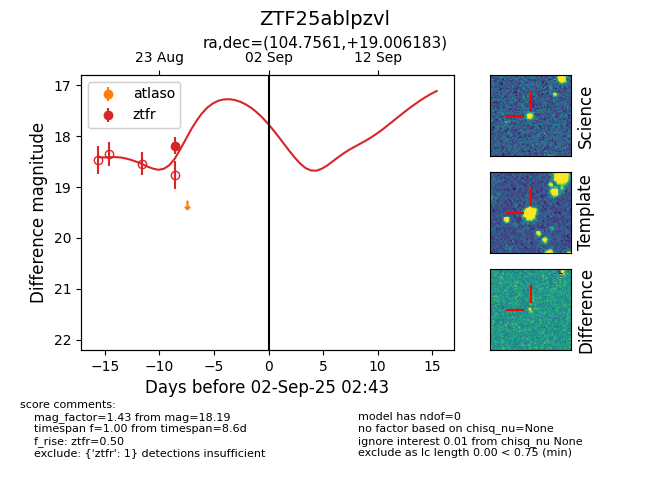 ZTF25ablpzvl
ra,dec=(104.7561,+19.006183)
23 Aug 02 Sep 12 Sep
atlaso
ztfr
17
18
19
20
21
22
Difference magnitude
−15 −10 −5 0 5 10 15
Days before 02-Sep-25 02:43
Science
Template
Difference
score comments:
mag_factor=1.43 from mag=18.19
timespan f=1.00 from timespan=8.6d
f_rise: ztfr=0.50
exclude: {'ztfr': 1} detections insufficient
model has ndof=0
no factor based on chisq_nu=None
ignore interest 0.01 from chisq_nu None
exclude as lc length 0.00 < 0.75 (min)